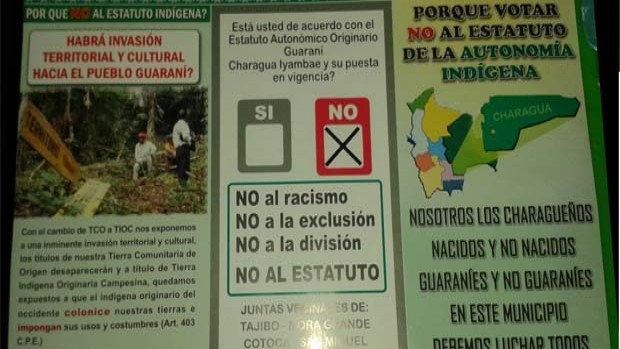 POR QUE NO AL ESTATUTO INDÍGENA?
HABRÁ INVASIÓN
TERRITORIAL Y CULTURAL
HACIA EL PUEBLO GUARANÍ?
TERRITORIO
Con el cambio de TCO a TIOC nos exponemos
a una inminente invasión territorial y cultural,
los títulos de nuestra Tierra Comunitaria de
Origen desaparecerán y a título de Tierra
Indígena Originaria Campesina, quedamos
expuestos a que el indígena originario del
occidente colonice nuestras tierras e
impongan sus usos y costumbres (Art. 403
C.P.E.)
Está usted de acuerdo con el
Estatuto Autonómico Originario
Guaraní
Charagua Iyambae y su puesta
en vigencia?
SI
NO
NO al racismo
NO a la exclusión
NO a la división
NO AL ESTATUTO
JUNTAS VECINALES DE:
TAJIBO - GRANDE
COTOCA - SAN MIGUEL
PORQUE VOTAR
NO AL ESTATUTO
DE LA AUTONOMÍA
INDÍGENA
CHARAGUA
NOSOTROS LOS CHARAGUEÑOS
NACIDOS Y NO NACIDOS
GUARANÍES Y NO GUARANÍES
EN ESTE MUNICIPIO
DEBEMOS LUCHAR TODOS